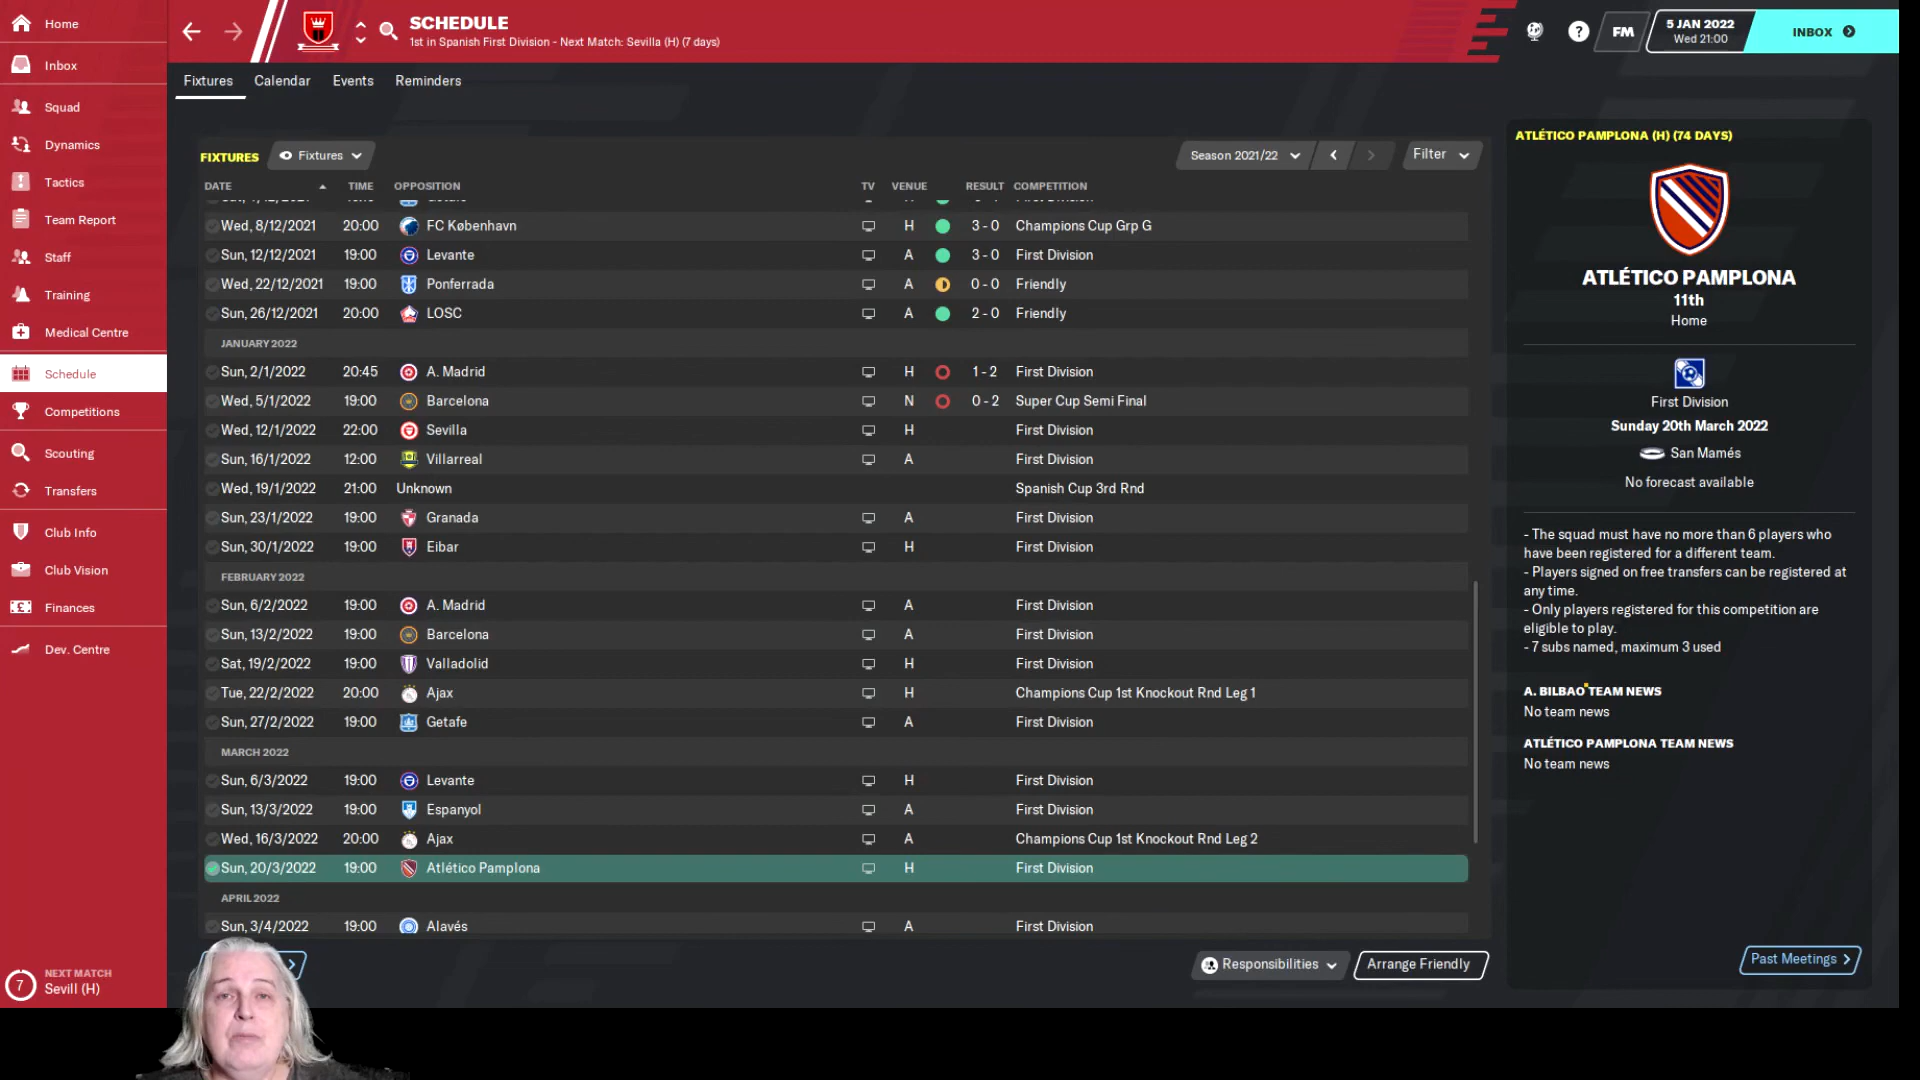 Home
Inbox
Squad
Dynamics
Tactics
Team Report
Staff
Training
Medical Centre
Schedule
Competitions
Scouting
Transfers
Club Info
Club Vision
Finances
Dev. Centre
7
NEXT MATCH
Sevill (H)
SCHEDULE
1st in Spanish First Division - Next Match: Sevilla (H) (7 days)
?
FM
5 JAN 2022
Wed 21:00
INBOX
Fixtures Calendar Events Reminders
FIXTURES Fixtures Season 2021/22 Filter
DATE TIME OPPOSITION TV VENUE RESULT COMPETITION
Wed, 8/12/2021 20:00 FC København H 3 - 0 Champions Cup Grp G
Sun, 12/12/2021 19:00 Levante A 3 - 0 First Division
Wed, 22/12/2021 19:00 Ponferrada A 0 - 0 Friendly
Sun, 26/12/2021 20:00 LOSC A 2 - 0 Friendly
JANUARY 2022
Sun, 2/1/2022 20:45 A. Madrid H 1 - 2 First Division
Wed, 5/1/2022 19:00 Barcelona N 0 - 2 Super Cup Semi Final
Wed, 12/1/2022 22:00 Sevilla H First Division
Sun, 16/1/2022 12:00 Villarreal A First Division
Wed, 19/1/2022 21:00 Unknown Spanish Cup 3rd Rnd
Sun, 23/1/2022 19:00 Granada A First Division
Sun, 30/1/2022 19:00 Eibar H First Division
FEBRUARY 2022
Sun, 6/2/2022 19:00 A. Madrid A First Division
Sun, 13/2/2022 19:00 Barcelona A First Division
Sat, 19/2/2022 19:00 Valladolid H First Division
Tue, 22/2/2022 20:00 Ajax H Champions Cup 1st Knockout Rnd Leg 1
Sun, 27/2/2022 19:00 Getafe A First Division
MARCH 2022
Sun, 6/3/2022 19:00 Levante H First Division
Sun, 13/3/2022 19:00 Espanyol A First Division
Wed, 16/3/2022 20:00 Ajax A Champions Cup 1st Knockout Rnd Leg 2
Sun, 20/3/2022 19:00 Atlético Pamplona H First Division
APRIL 2022
Sun, 3/4/2022 19:00 Alavés A First Division
Responsibilities Arrange Friendly
ATLÉTICO PAMPLONA (H) (74 DAYS)
ATLÉTICO PAMPLONA
11th
Home
First Division
Sunday 20th March 2022
San Mamés
No forecast available
- The squad must have no more than 6 players who
have been registered for a different team.
- Players signed on free transfers can be registered at
any time.
- Only players registered for this competition are
eligible to play.
- 7 subs named, maximum 3 used
A. BILBAO TEAM NEWS
No team news
ATLÉTICO PAMPLONA TEAM NEWS
No team news
Past Meetings